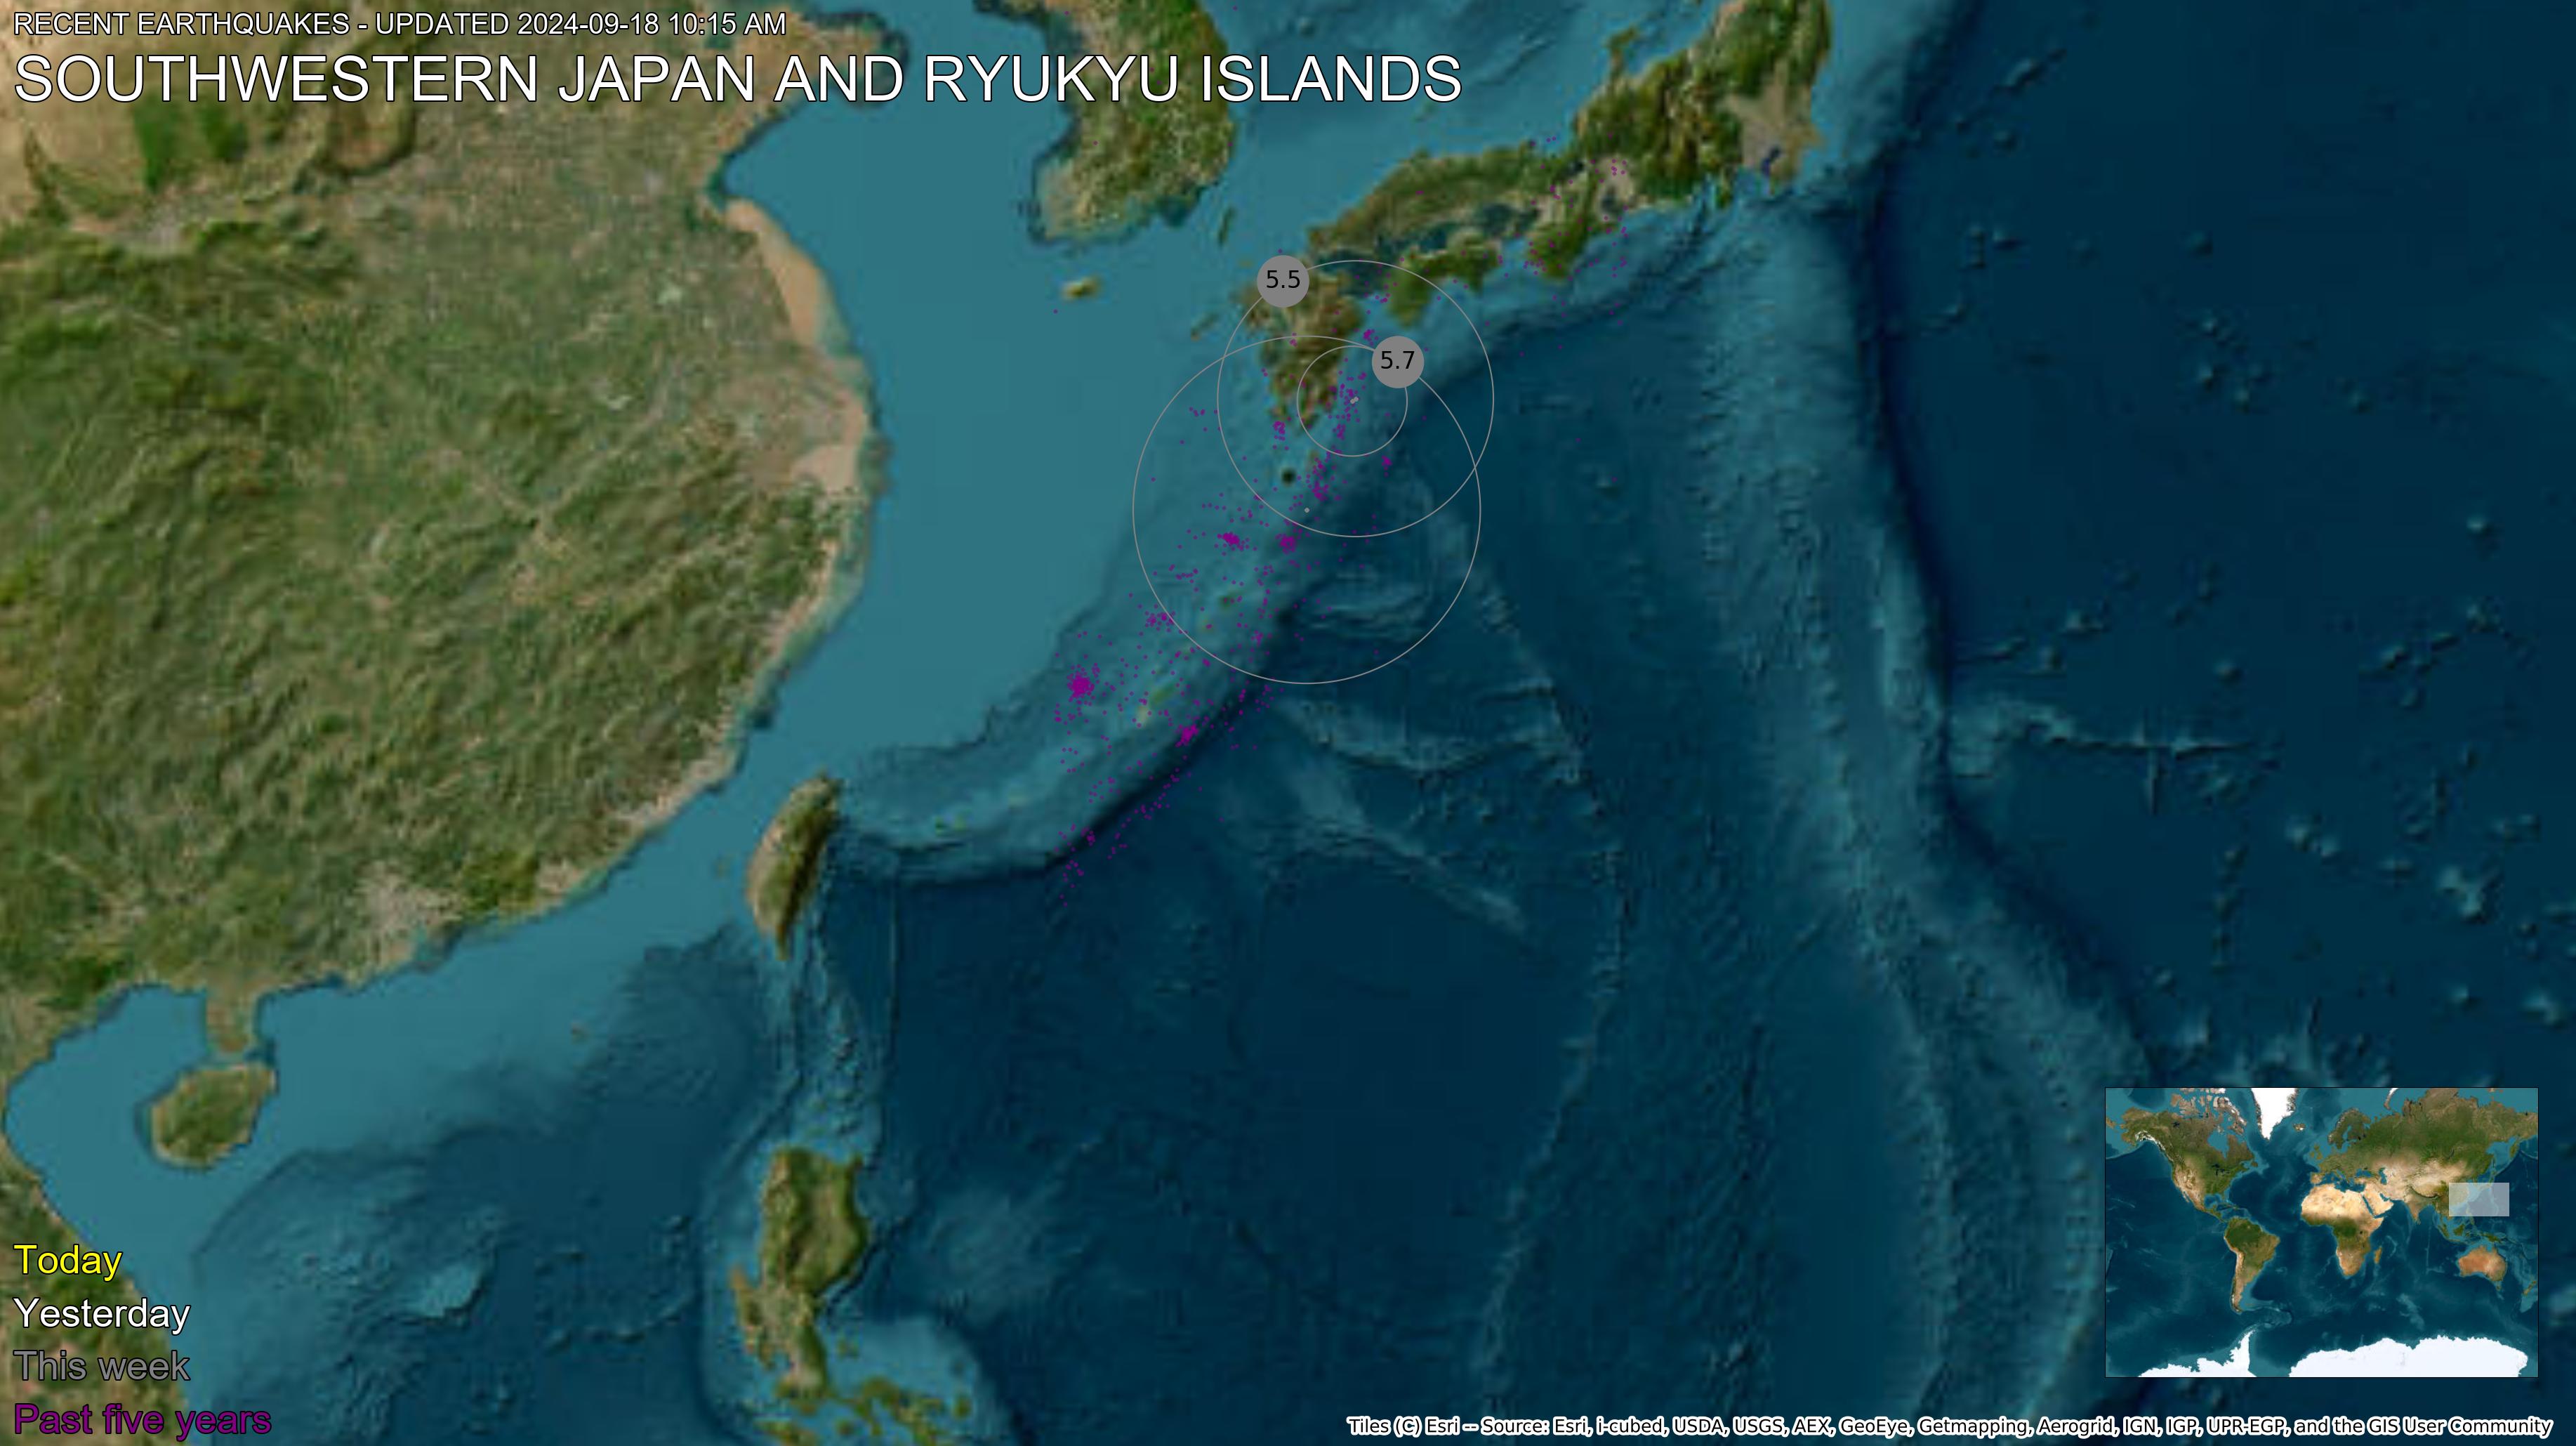 RECENT EARTHQUAKES - UPDATED 2024-09-18 10:15 AM
SOUTHWESTERN JAPAN AND RYUKYU ISLANDS
5.5
5.7
Today
Yesterday
This week
Past five years
Tiles (C) Esri -- Source: Esri, i-cubed, USDA, USGS, AEX, GeoEye, Getmapping, Aerogrid, IGN, IGP, UPR-EGP, and the GIS User Community